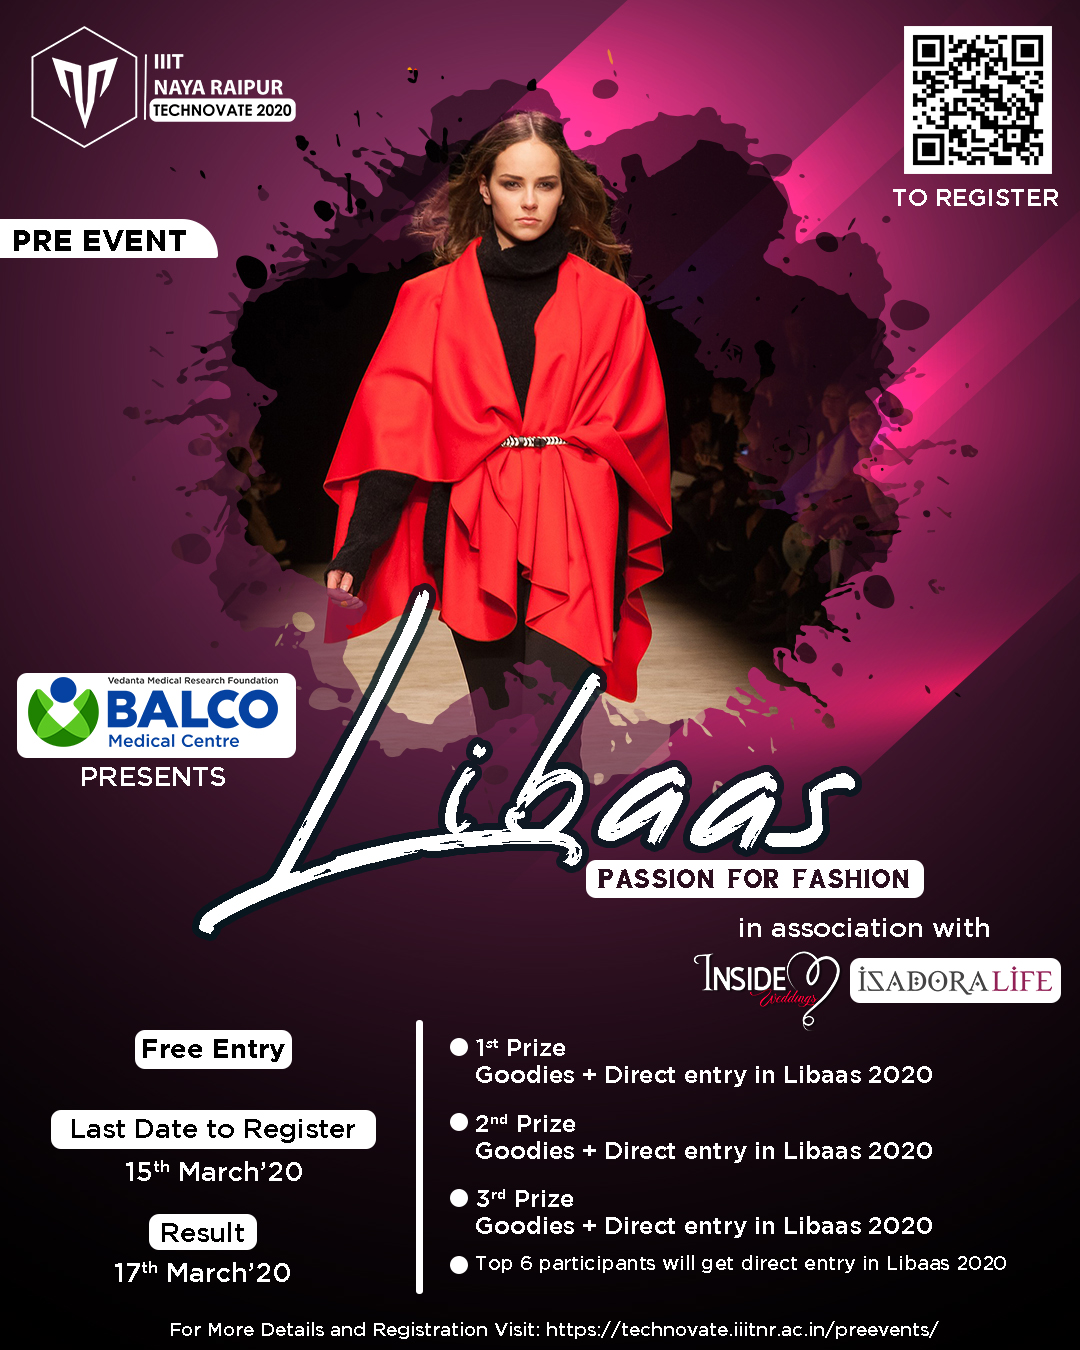 IIIT
NAYA RAIPUR
TECHNOVATE 2020
TO REGISTER
PRE EVENT
Vedanta Medical Research Foundation
BALCO
Medical Centre
PRESENTS
Libaas
PASSION FOR FASHION
in association with
INSIDE
Weddings
IZADORA LIFE
Free Entry
Last Date to Register
15th March'20
Result
17th March'20
1st Prize
Goodies + Direct entry in Libaas 2020
2nd Prize
Goodies + Direct entry in Libaas 2020
3rd Prize
Goodies + Direct entry in Libaas 2020
Top 6 participants will get direct entry in Libaas 2020
For More Details and Registration Visit: https://technovate.iiitnr.ac.in/preevents/